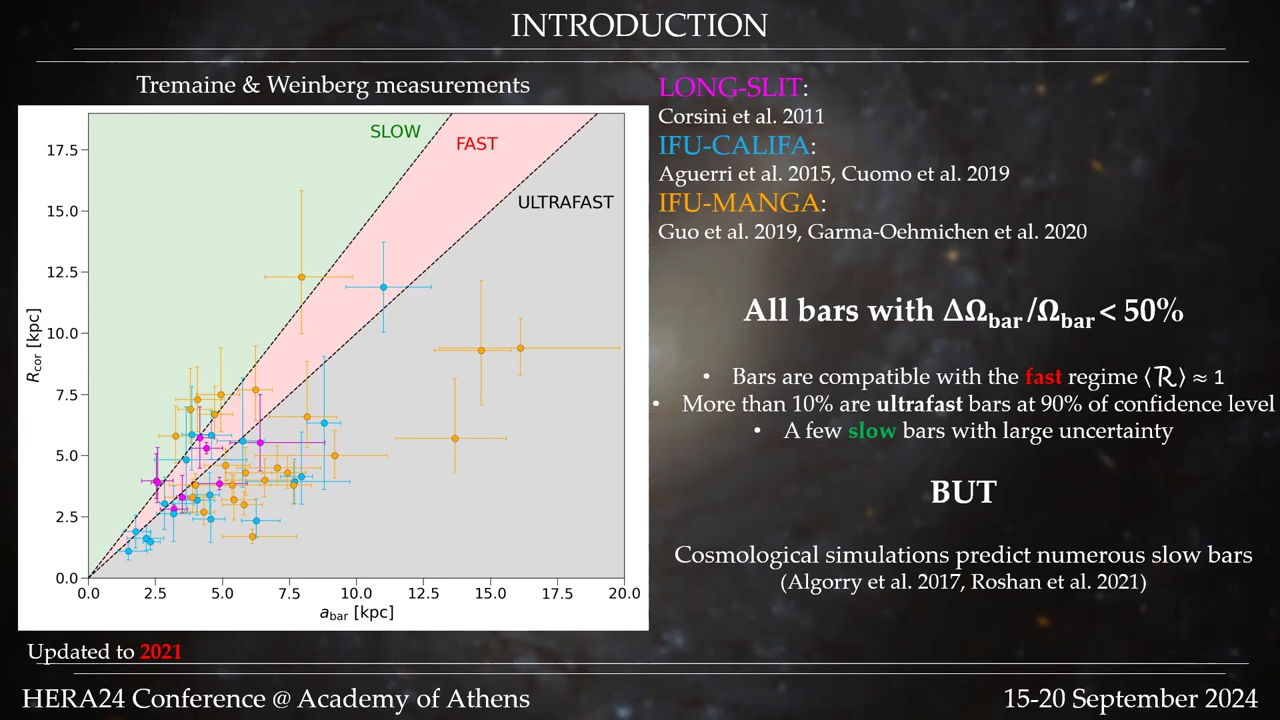 INTRODUCTION
Tremaine & Weinberg measurements
SLOW
FAST
ULTRAFAST
17.5
15.0
12.5
10.0
7.5
5.0
2.5
0.0
R_cor [kpc]
0.0 2.5 5.0 7.5 10.0 12.5 15.0 17.5 20.0
a_bar [kpc]
Updated to 2021
LONG-SLIT:
Corsini et al. 2011
IFU-CALIFA:
Aguerri et al. 2015, Cuomo et al. 2019
IFU-MANGA:
Guo et al. 2019, Garma-Oehmichen et al. 2020
All bars with ΔΩ_bar/Ω_bar < 50%
• Bars are compatible with the fast regime ⟨ℛ⟩ ≈ 1
• More than 10% are ultrafast bars at 90% of confidence level
• A few slow bars with large uncertainty
BUT
Cosmological simulations predict numerous slow bars
(Algorry et al. 2017, Roshan et al. 2021)
HERA24 Conference @ Academy of Athens
15-20 September 2024